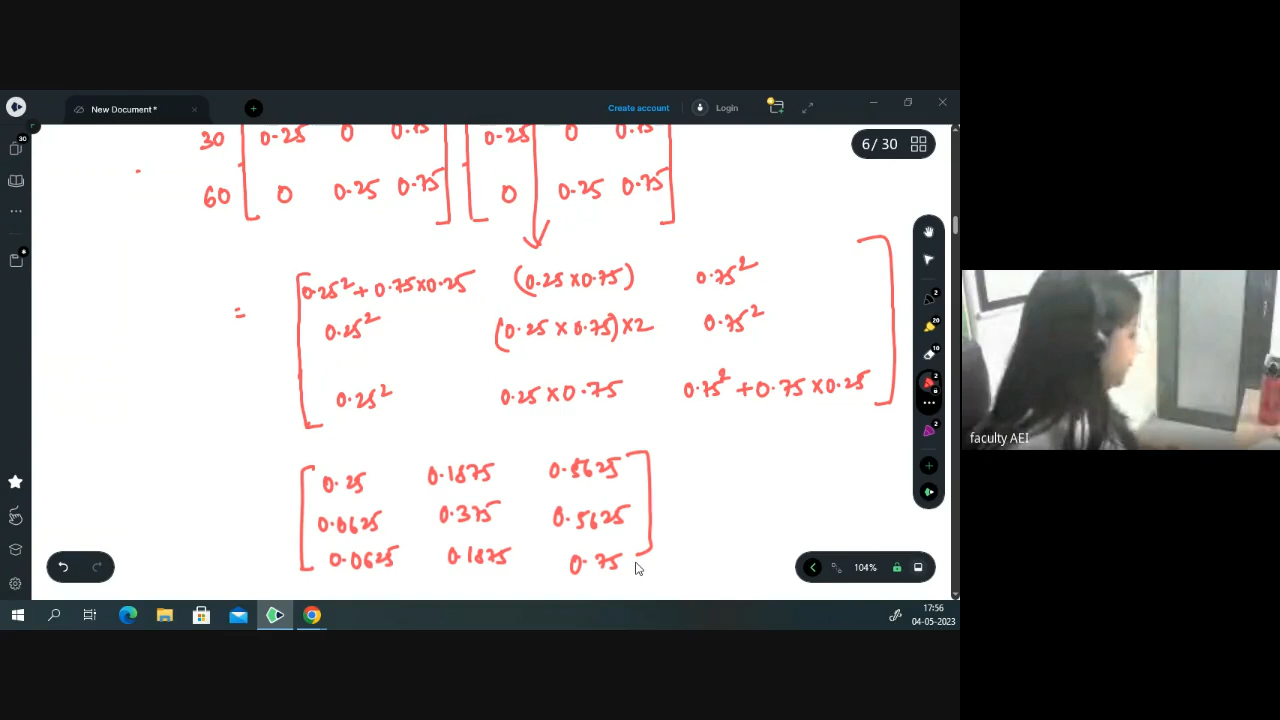 New Document*
Create account
Login
30
6/30
30 [ 0.25 0 0.75 ] [ 0.25 0 0.75 ]
60 [ 0 0.25 0.75 ] [ 0 0.25 0.75 ]
= [ 0.25² + 0.75×0.25 (0.25×0.75) 0.75²
0.25² (0.25×0.75)×2 0.75²
0.25² 0.25×0.75 0.75² + 0.75×0.25 ]
[ 0.25 0.1875 0.5625
0.0625 0.375 0.5625
0.0625 0.1875 0.75 ]
faculty AEI
104%
17:56
04-05-2023